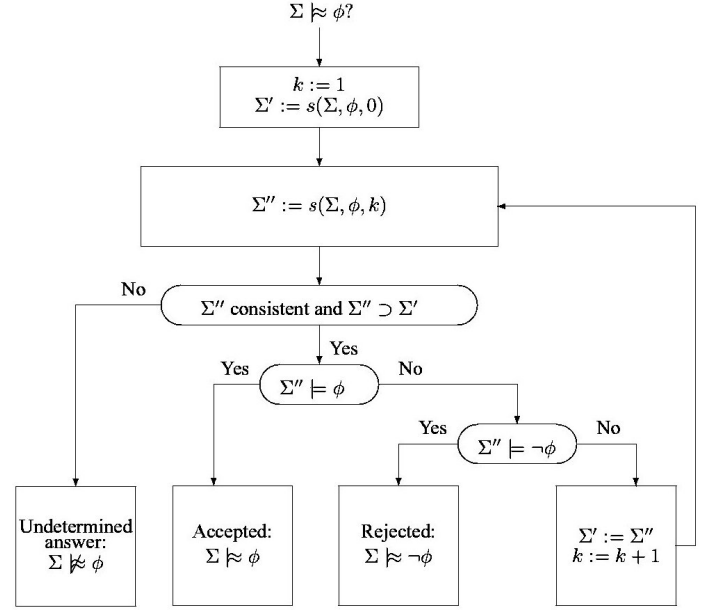 Σ |≈ φ?
k := 1
Σ′ := s(Σ, φ, 0)
Σ″ := s(Σ, φ, k)
No
Σ″ consistent and Σ″ ⊃ Σ′
Yes
Yes
No
Σ″ ⊨ φ
Yes
No
Σ″ ⊨ ¬φ
Undetermined
answer:
Σ |≉ φ
Accepted:
Σ |≈ φ
Rejected:
Σ |≈ ¬φ
Σ′ := Σ″
k := k + 1